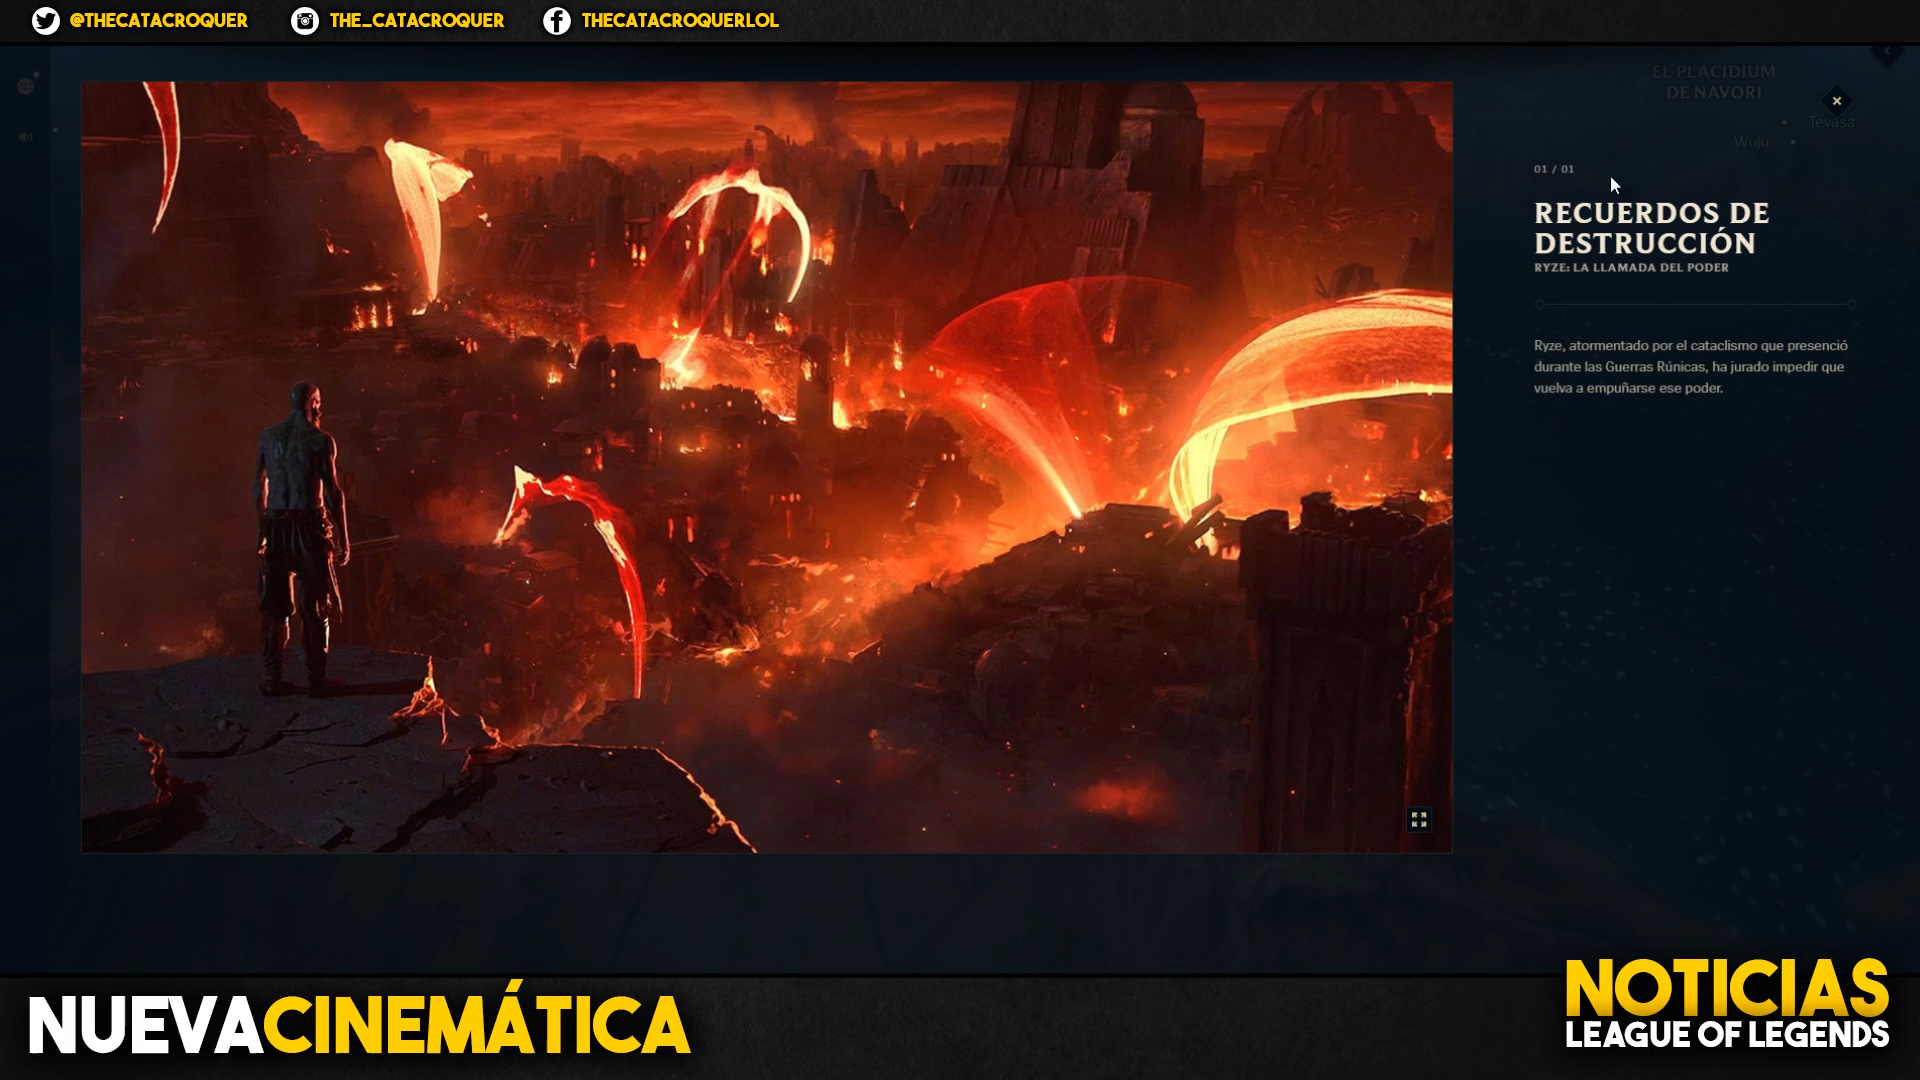 @THECATACROQUER
THE_CATACROQUER
THECATACROQUERLOL
EL PLACIDIUM
DE NAVORI
Tevasa
Wuju
01 / 01
RECUERDOS DE
DESTRUCCIÓN
RYZE: LA LLAMADA DEL PODER
Ryze, atormentado por el cataclismo que presenció
durante las Guerras Rúnicas, ha jurado impedir que
vuelva a empuñarse ese poder.
NUEVACINEMÁTICA
NOTICIAS
LEAGUE OF LEGENDS